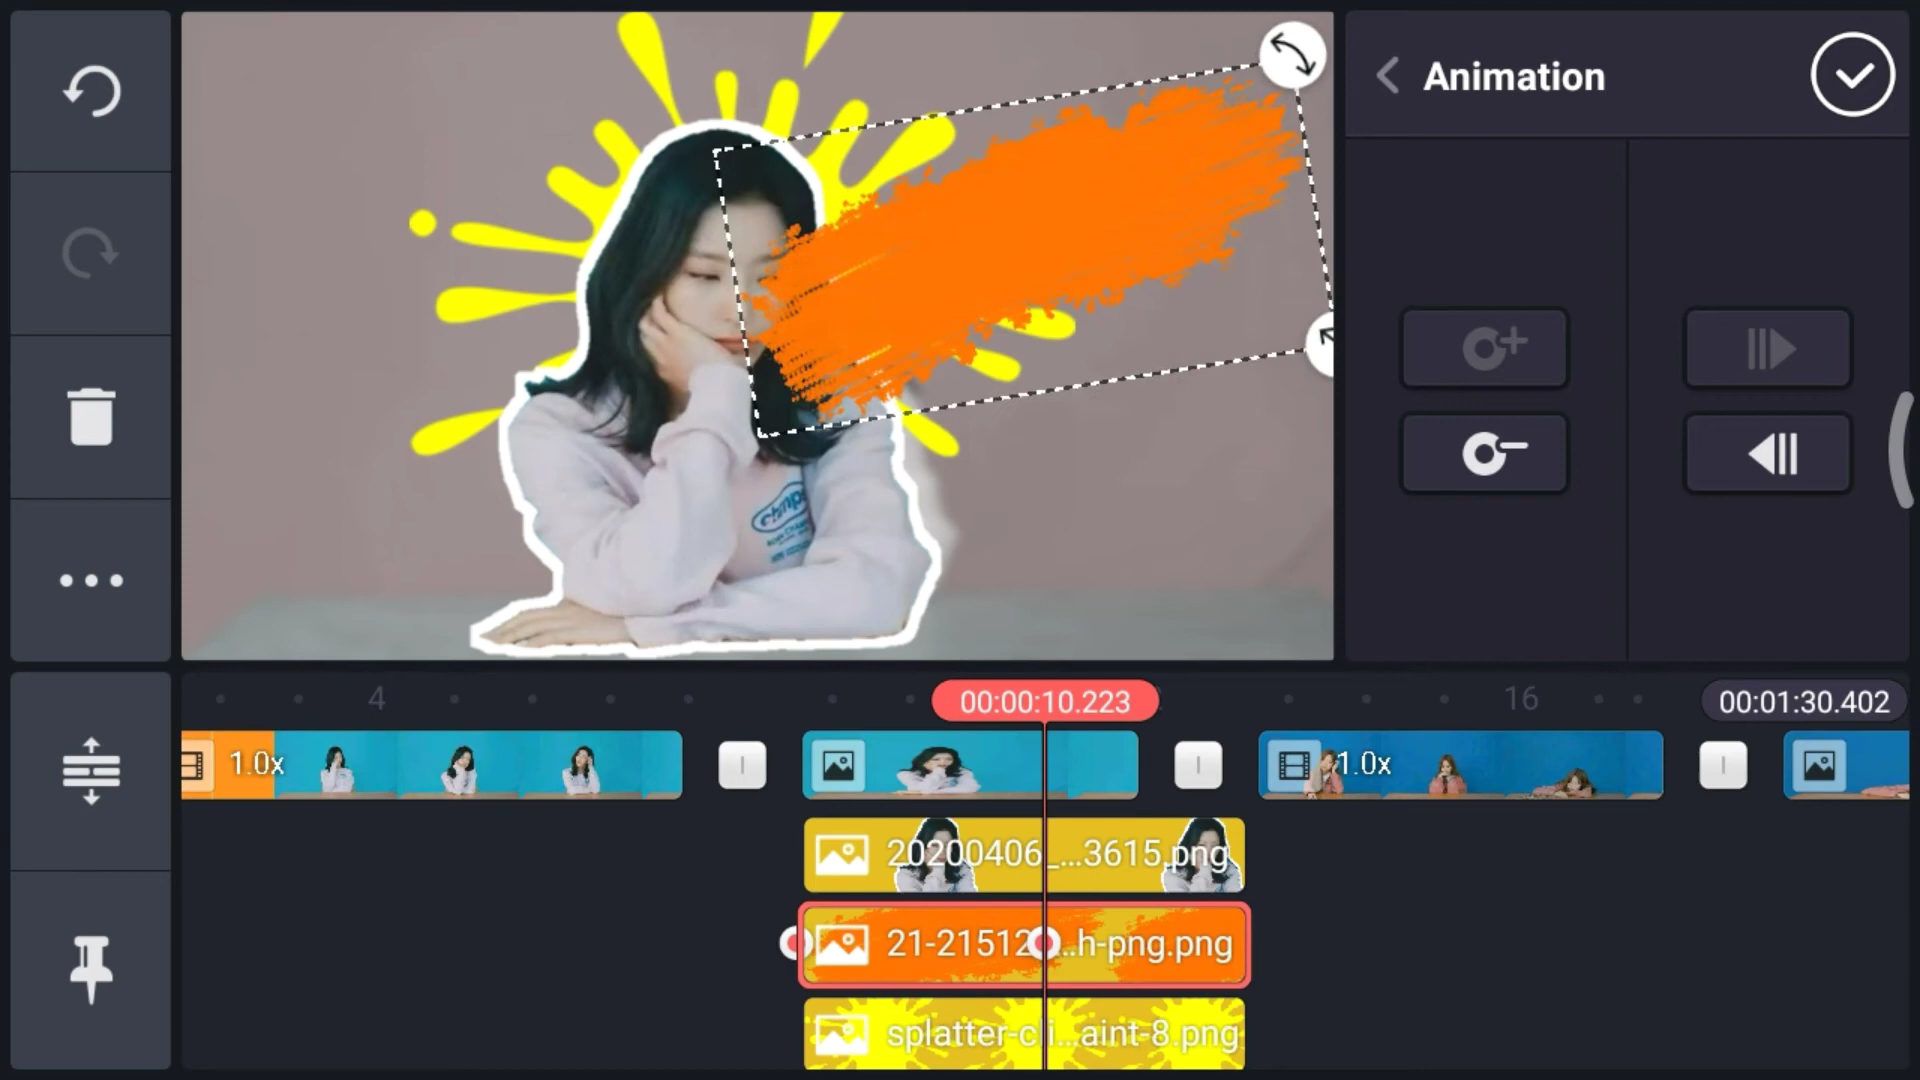 Animation
4
00:00:10.223
16
00:01:30.402
1.0x
1.0x
20200406_...3615.png
21-21512...h-png.png
splatter-cli...aint-8.png